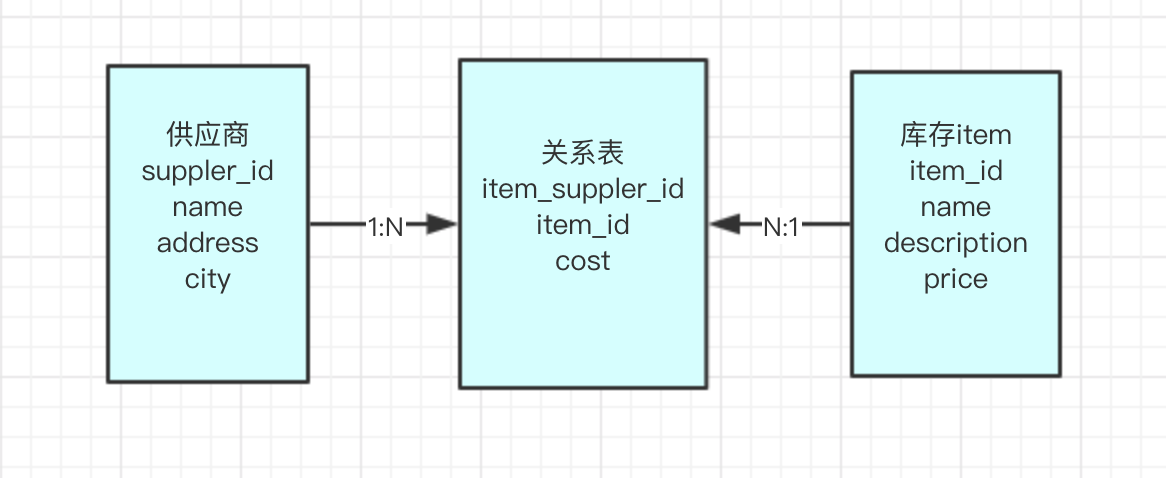 供应商
suppler_id
name
address
city
1:N
关系表
item_suppler_id
item_id
cost
N:1
库存item
item_id
name
description
price